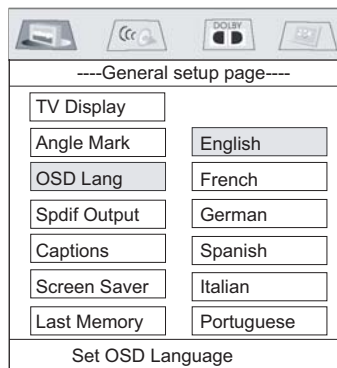 DOLBY
----General setup page----
TV Display
Angle Mark English
OSD Lang French
Spdif Output German
Captions Spanish
Screen Saver Italian
Last Memory Portuguese
Set OSD Language